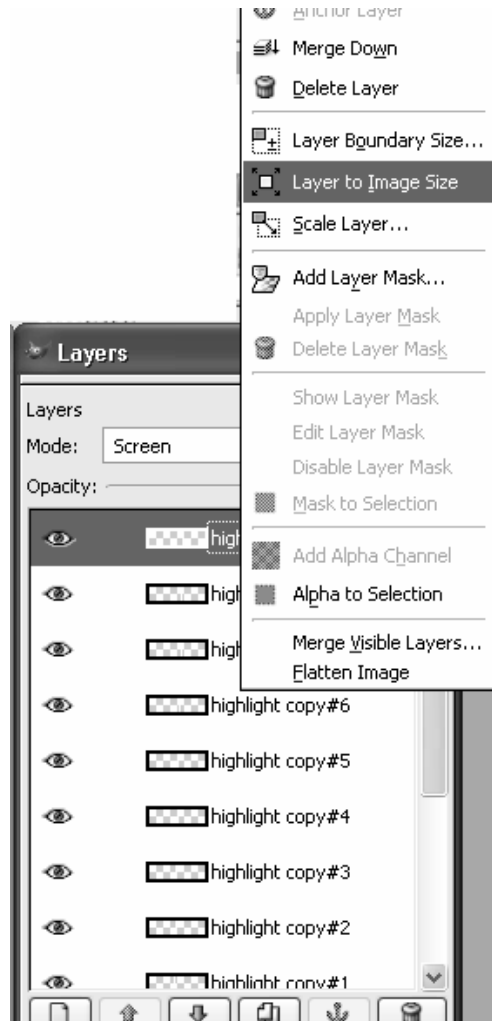 Anchor Layer
Merge Down
Delete Layer
Layer Boundary Size...
Layer to Image Size
Scale Layer...
Add Layer Mask...
Apply Layer Mask
Delete Layer Mask
Show Layer Mask
Edit Layer Mask
Disable Layer Mask
Mask to Selection
Add Alpha Channel
Alpha to Selection
Merge Visible Layers...
Flatten Image
Layers
Layers
Mode: Screen
Opacity:
high
high
high
highlight copy#6
highlight copy#5
highlight copy#4
highlight copy#3
highlight copy#2
highlight copy#1